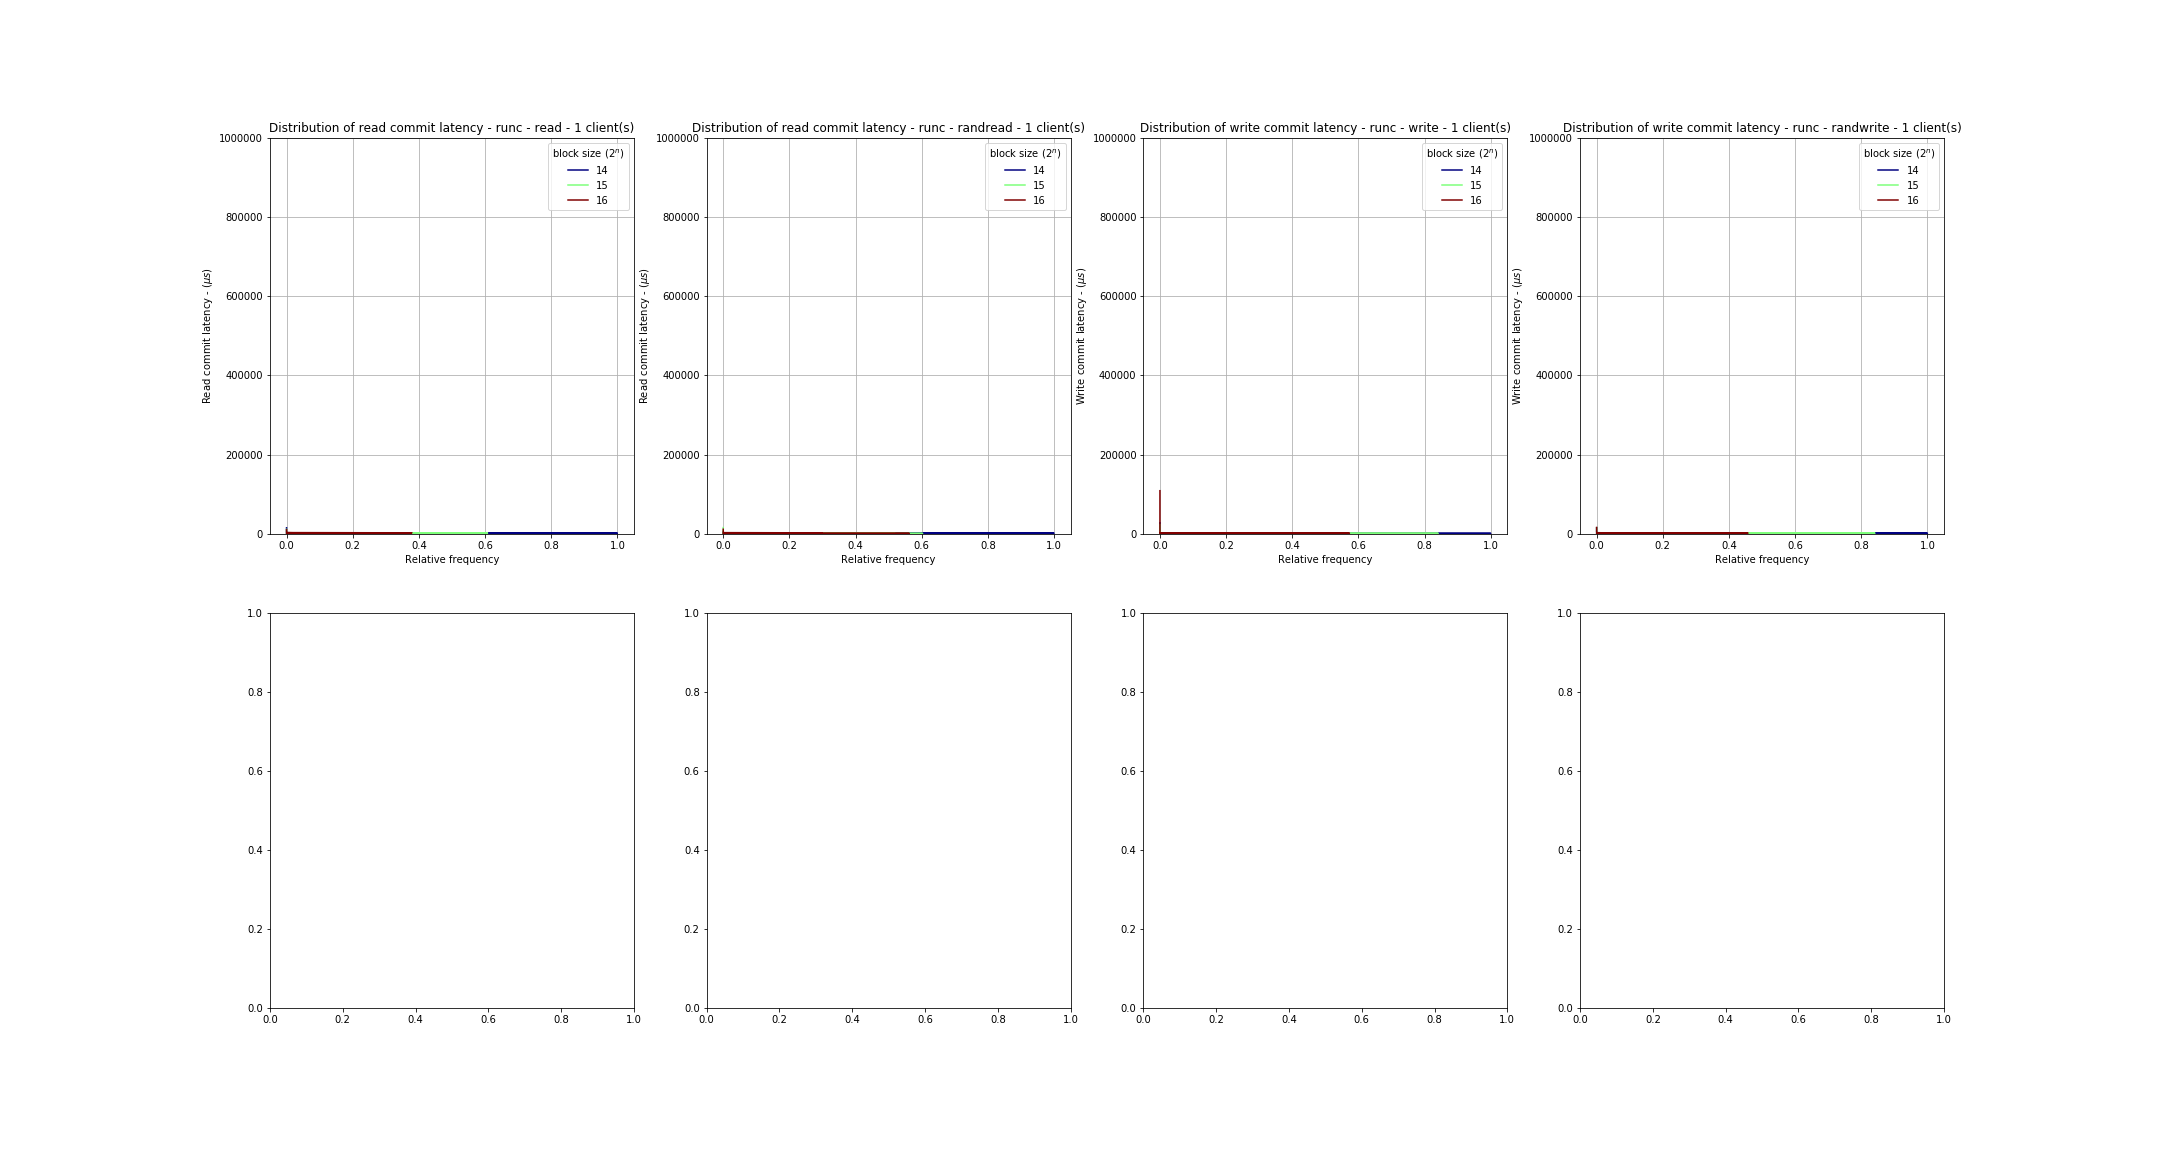 Distribution of read commit latency - runc - read - 1 client(s)
Distribution of read commit latency - runc - randread - 1 client(s)
Distribution of write commit latency - runc - write - 1 client(s)
Distribution of write commit latency - runc - randwrite - 1 client(s)
Read commit latency - (μs)
1000000
800000
600000
400000
200000
0
block size (2ⁿ)
14
15
16
0.0 0.2 0.4 0.6 0.8 1.0
Relative frequency
Read commit latency - (μs)
1000000
800000
600000
400000
200000
0
block size (2ⁿ)
14
15
16
0.0 0.2 0.4 0.6 0.8 1.0
Relative frequency
Write commit latency - (μs)
1000000
800000
600000
400000
200000
0
block size (2ⁿ)
14
15
16
0.0 0.2 0.4 0.6 0.8 1.0
Relative frequency
Write commit latency - (μs)
1000000
800000
600000
400000
200000
0
block size (2ⁿ)
14
15
16
0.0 0.2 0.4 0.6 0.8 1.0
Relative frequency
1.0
0.8
0.6
0.4
0.2
0.0
0.0 0.2 0.4 0.6 0.8 1.0
1.0
0.8
0.6
0.4
0.2
0.0
0.0 0.2 0.4 0.6 0.8 1.0
1.0
0.8
0.6
0.4
0.2
0.0
0.0 0.2 0.4 0.6 0.8 1.0
1.0
0.8
0.6
0.4
0.2
0.0
0.0 0.2 0.4 0.6 0.8 1.0